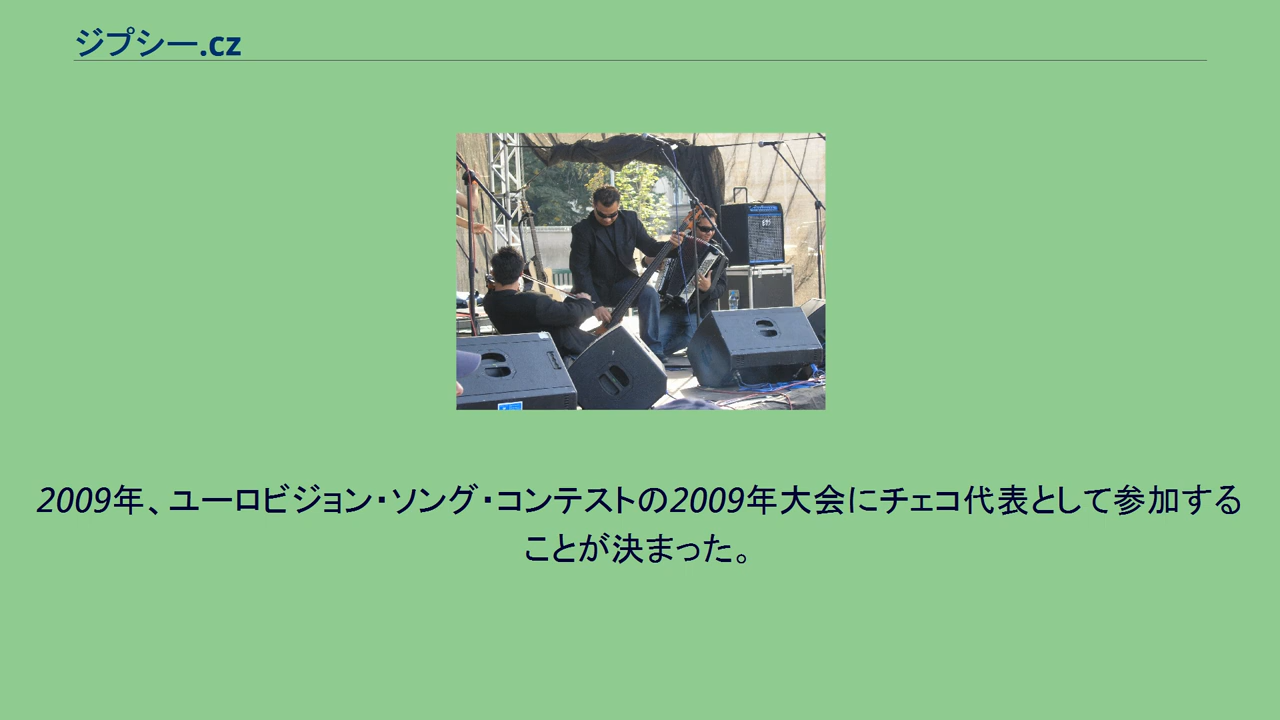 ジプシー.cz
2009年、ユーロビジョン・ソング・コンテストの2009年大会にチェコ代表として参加する
ことが決まった。